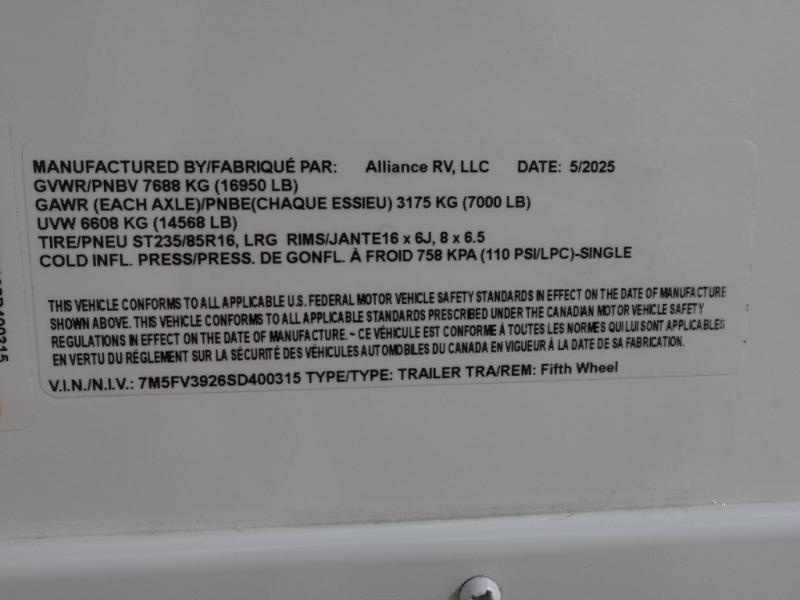 MANUFACTURED BY/FABRIQUÉ PAR: Alliance RV, LLC DATE: 5/2025
GVWR/PNBV 7688 KG (16950 LB)
GAWR (EACH AXLE)/PNBE(CHAQUE ESSIEU) 3175 KG (7000 LB)
UVW 6608 KG (14568 LB)
TIRE/PNEU ST235/85R16, LRG RIMS/JANTE16 x 6J, 8 x 6.5
COLD INFL. PRESS/PRESS. DE GONFL. À FROID 758 KPA (110 PSI/LPC)-SINGLE
THIS VEHICLE CONFORMS TO ALL APPLICABLE U.S. FEDERAL MOTOR VEHICLE SAFETY STANDARDS IN EFFECT ON THE DATE OF MANUFACTURE
SHOWN ABOVE. THIS VEHICLE CONFORMS TO ALL APPLICABLE STANDARDS PRESCRIBED UNDER THE CANADIAN MOTOR VEHICLE SAFETY
REGULATIONS IN EFFECT ON THE DATE OF MANUFACTURE. ~ CE VÉHICULE EST CONFORME À TOUTES LES NORMES QUI LUI SONT APPLICABLES
EN VERTU DU RÉGLEMENT SUR LA SÉCURITÉ DES VÉHICULES AUTOMOBILES DU CANADA EN VIGUEUR À LA DATE DE SA FABRICATION.
V.I.N./N.I.V.: 7M5FV3926SD400315 TYPE/TYPE: TRAILER TRA/REM: Fifth Wheel